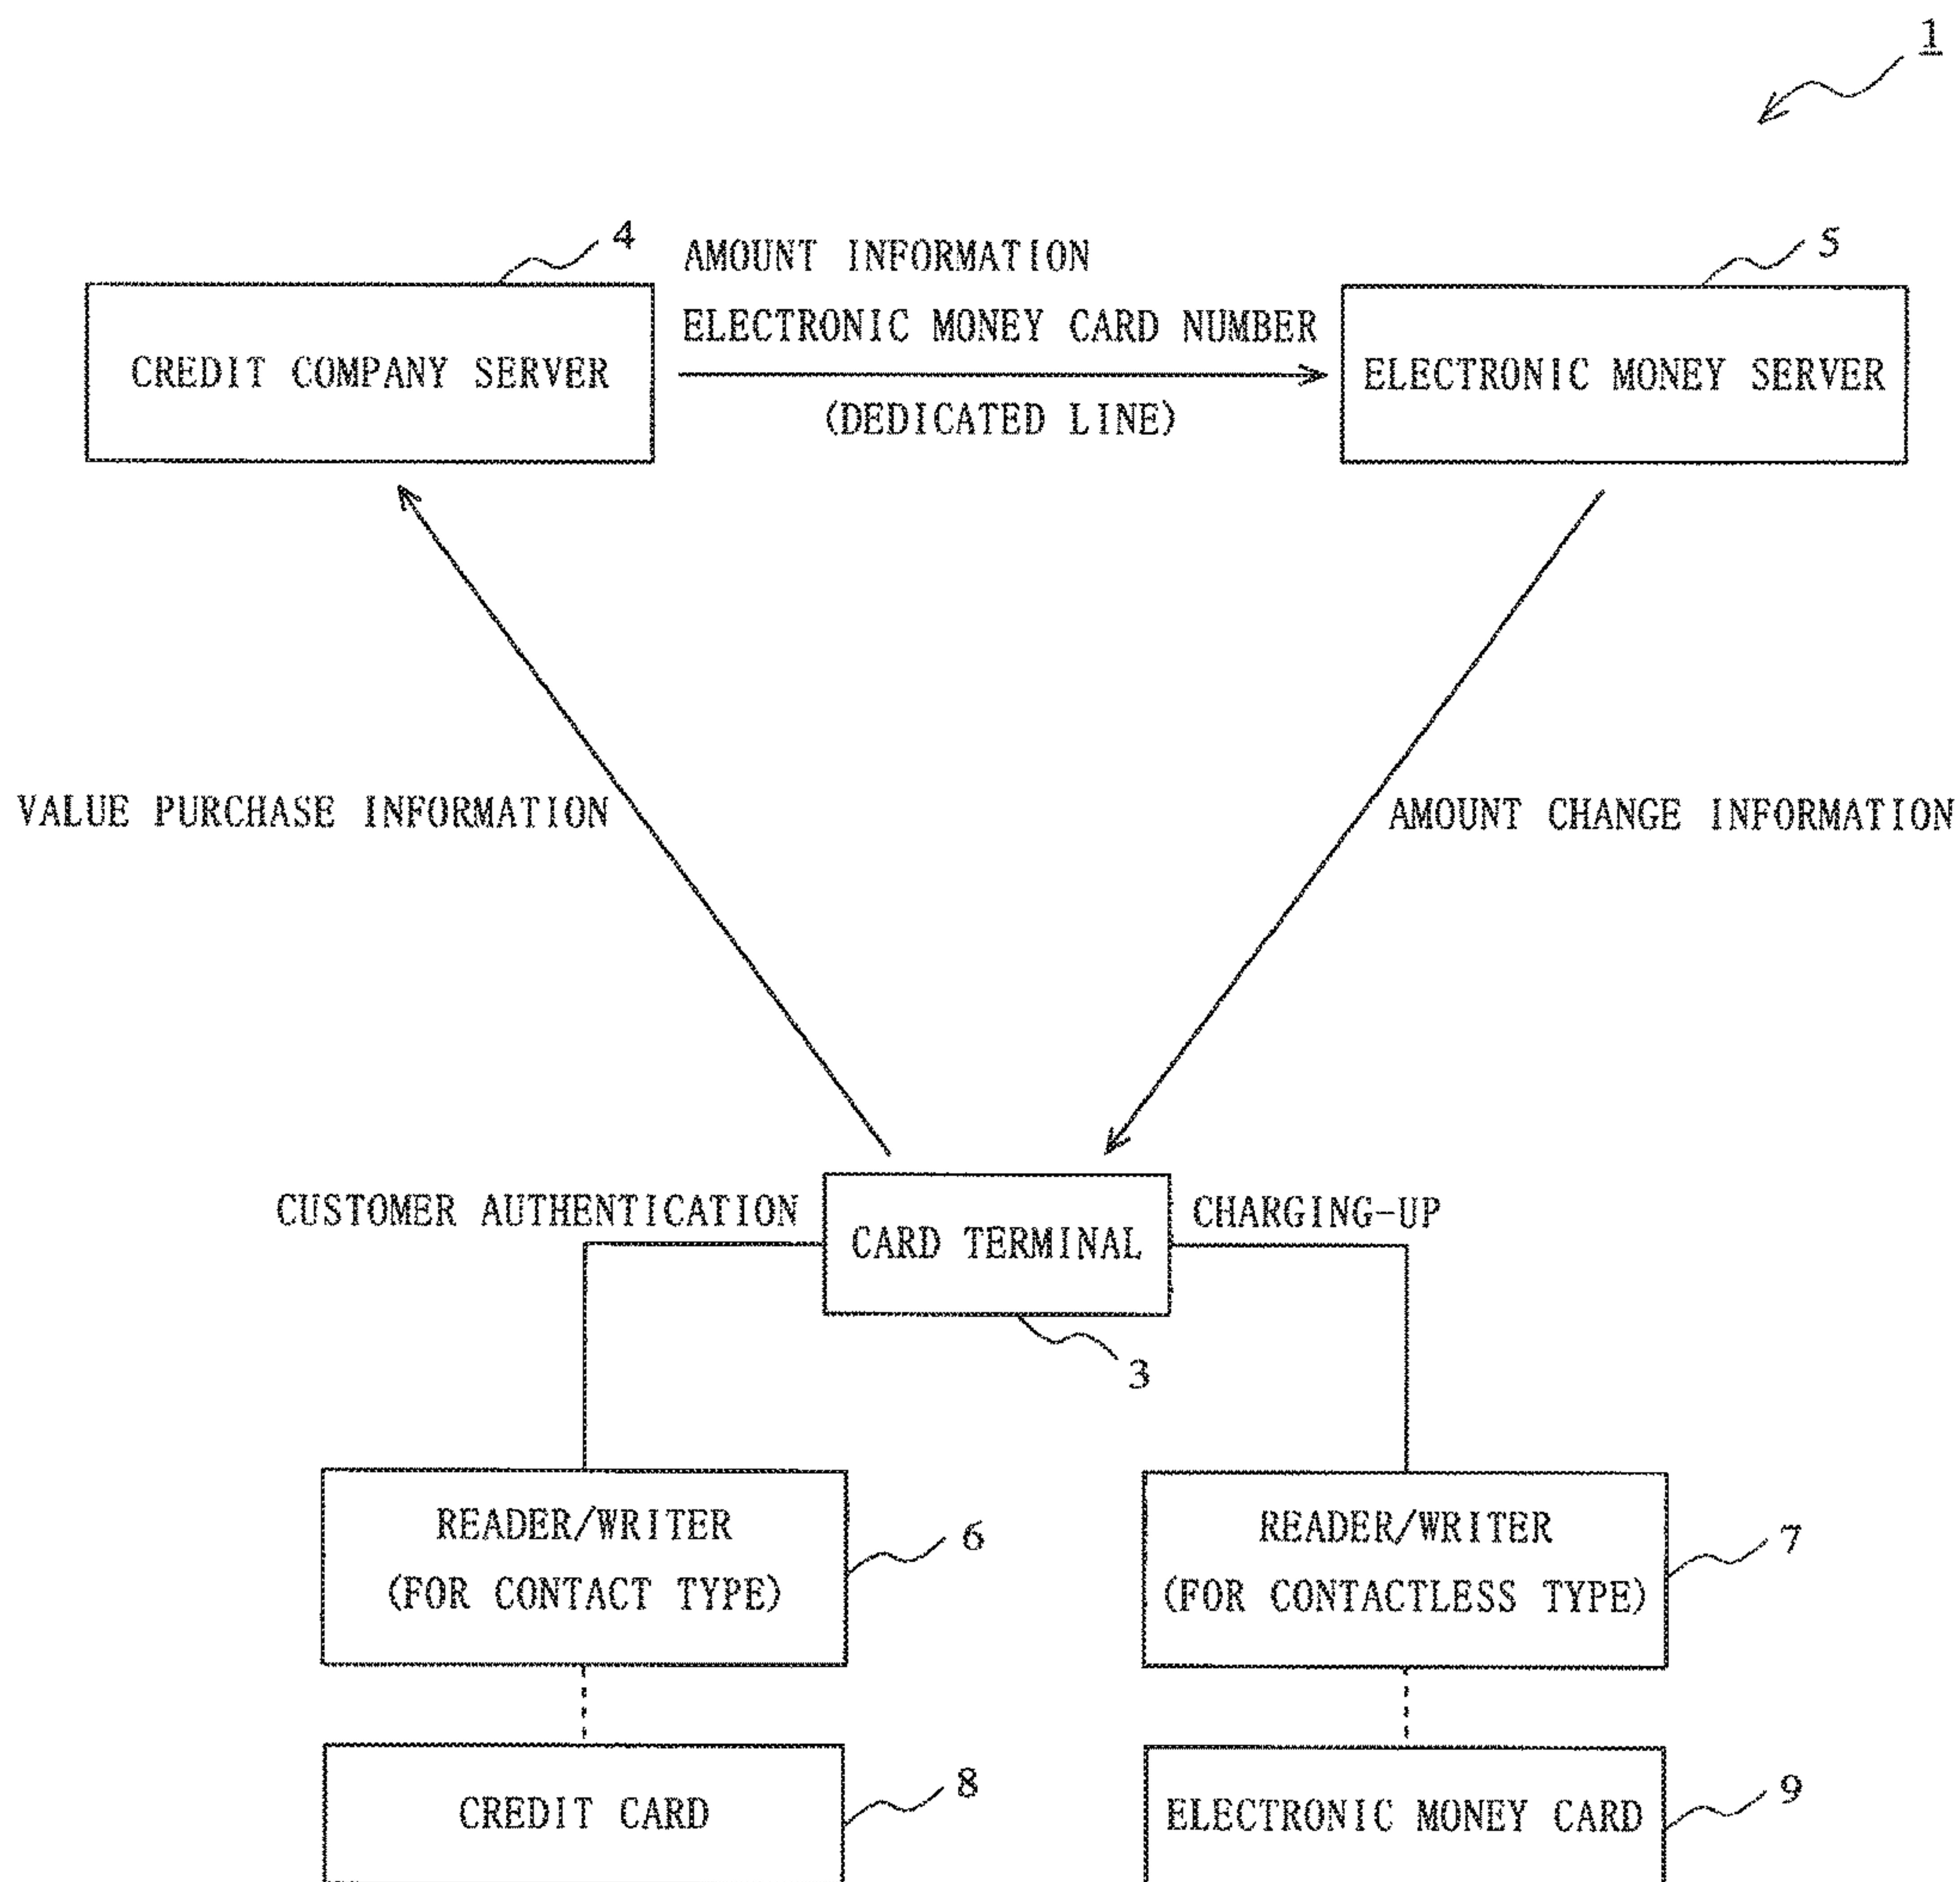 1
4
AMOUNT INFORMATION
5
ELECTRONIC MONEY CARD NUMBER
CREDIT COMPANY SERVER
ELECTRONIC MONEY SERVER
(DEDICATED LINE)
VALUE PURCHASE INFORMATION
AMOUNT CHANGE INFORMATION
CUSTOMER AUTHENTICATION
CHARGING-UP
CARD TERMINAL
3
READER/WRITER
(FOR CONTACT TYPE)
6
READER/WRITER
(FOR CONTACTLESS TYPE)
7
CREDIT CARD
8
ELECTRONIC MONEY CARD
9